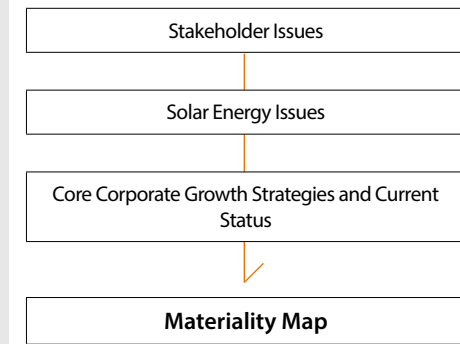 Stakeholder Issues
Solar Energy Issues
Core Corporate Growth Strategies and Current
Status
Materiality Map